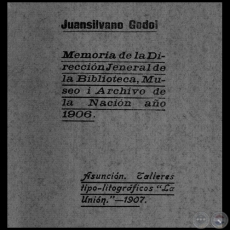 Juansilvano Godoi
Memoria de la Di-
rección Jeneral de
la Biblioteca, Mu-
seo i Archivo de
la Nación año
1906.
Asunción. Talleres
tipo-litográficos "La
Unión."—1907.